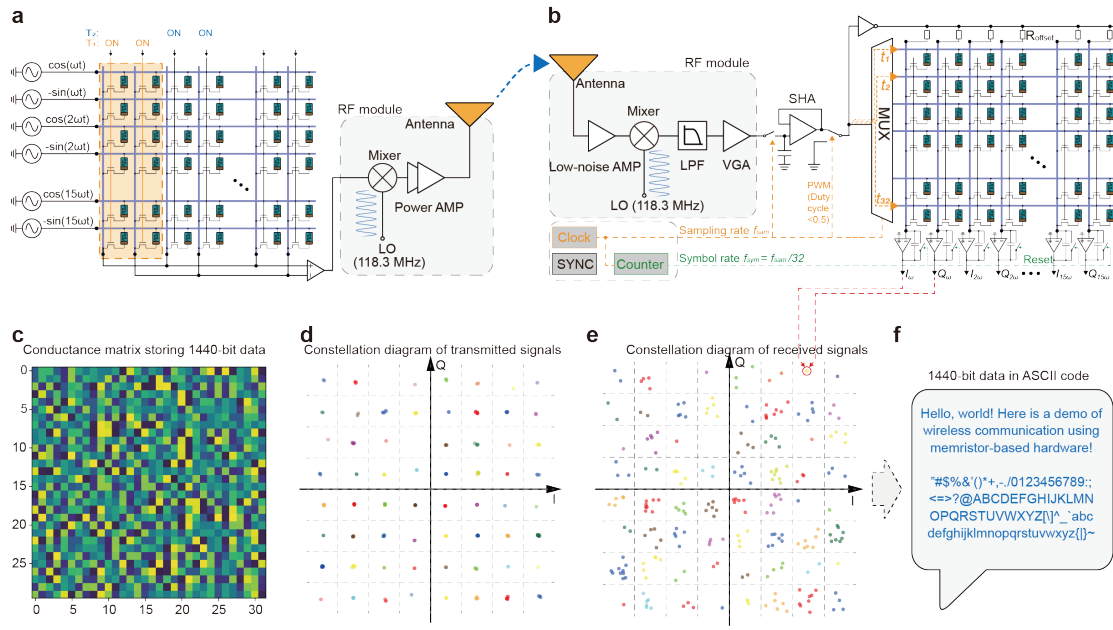 a
T₂:
ON
ON
T₁:
ON
ON
cos(ωt)
-sin(ωt)
cos(2ωt)
-sin(2ωt)
cos(15ωt)
-sin(15ωt)
RF module
Antenna
Mixer
Power AMP
LO
(118.3 MHz)
b
RF module
Antenna
Mixer
Low-noise AMP
LPF
VGA
LO (118.3 MHz)
SHA
PWM
(Duty
cycle
<0.5)
MUX
t1
t2
t32
Roffset
Clock
SYNC
Counter
Sampling rate fsam
Symbol rate fsym = fsam/32
Reset
Iω
Qω
I2ω
Q2ω
I15ω
Q15ω
c
Conductance matrix storing 1440-bit data
0
5
10
15
20
25
0
5
10
15
20
25
30
d
Constellation diagram of transmitted signals
Q
I
e
Constellation diagram of received signals
Q
I
f
1440-bit data in ASCII code
Hello, world! Here is a demo of
wireless communication using
memristor-based hardware!
"#$%&'()*+,-./0123456789:;
<=>?@ABCDEFGHIJKLMN
OPQRSTUVWXYZ[\]^_`abc
defghijklmnopqrstuvwxyz{|}~